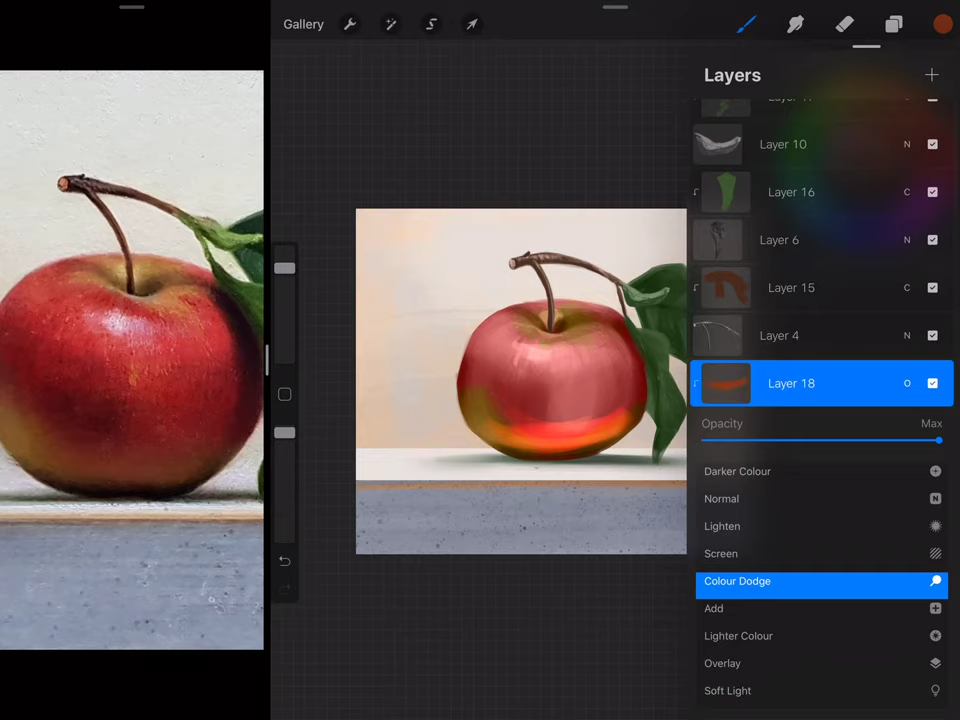 Gallery
Layers
Layer 10 N
Layer 16 C
Layer 6 N
Layer 15 C
Layer 4 N
Layer 18 O
Opacity Max
Darker Colour
Normal N
Lighten
Screen
Colour Dodge
Add
Lighter Colour
Overlay
Soft Light